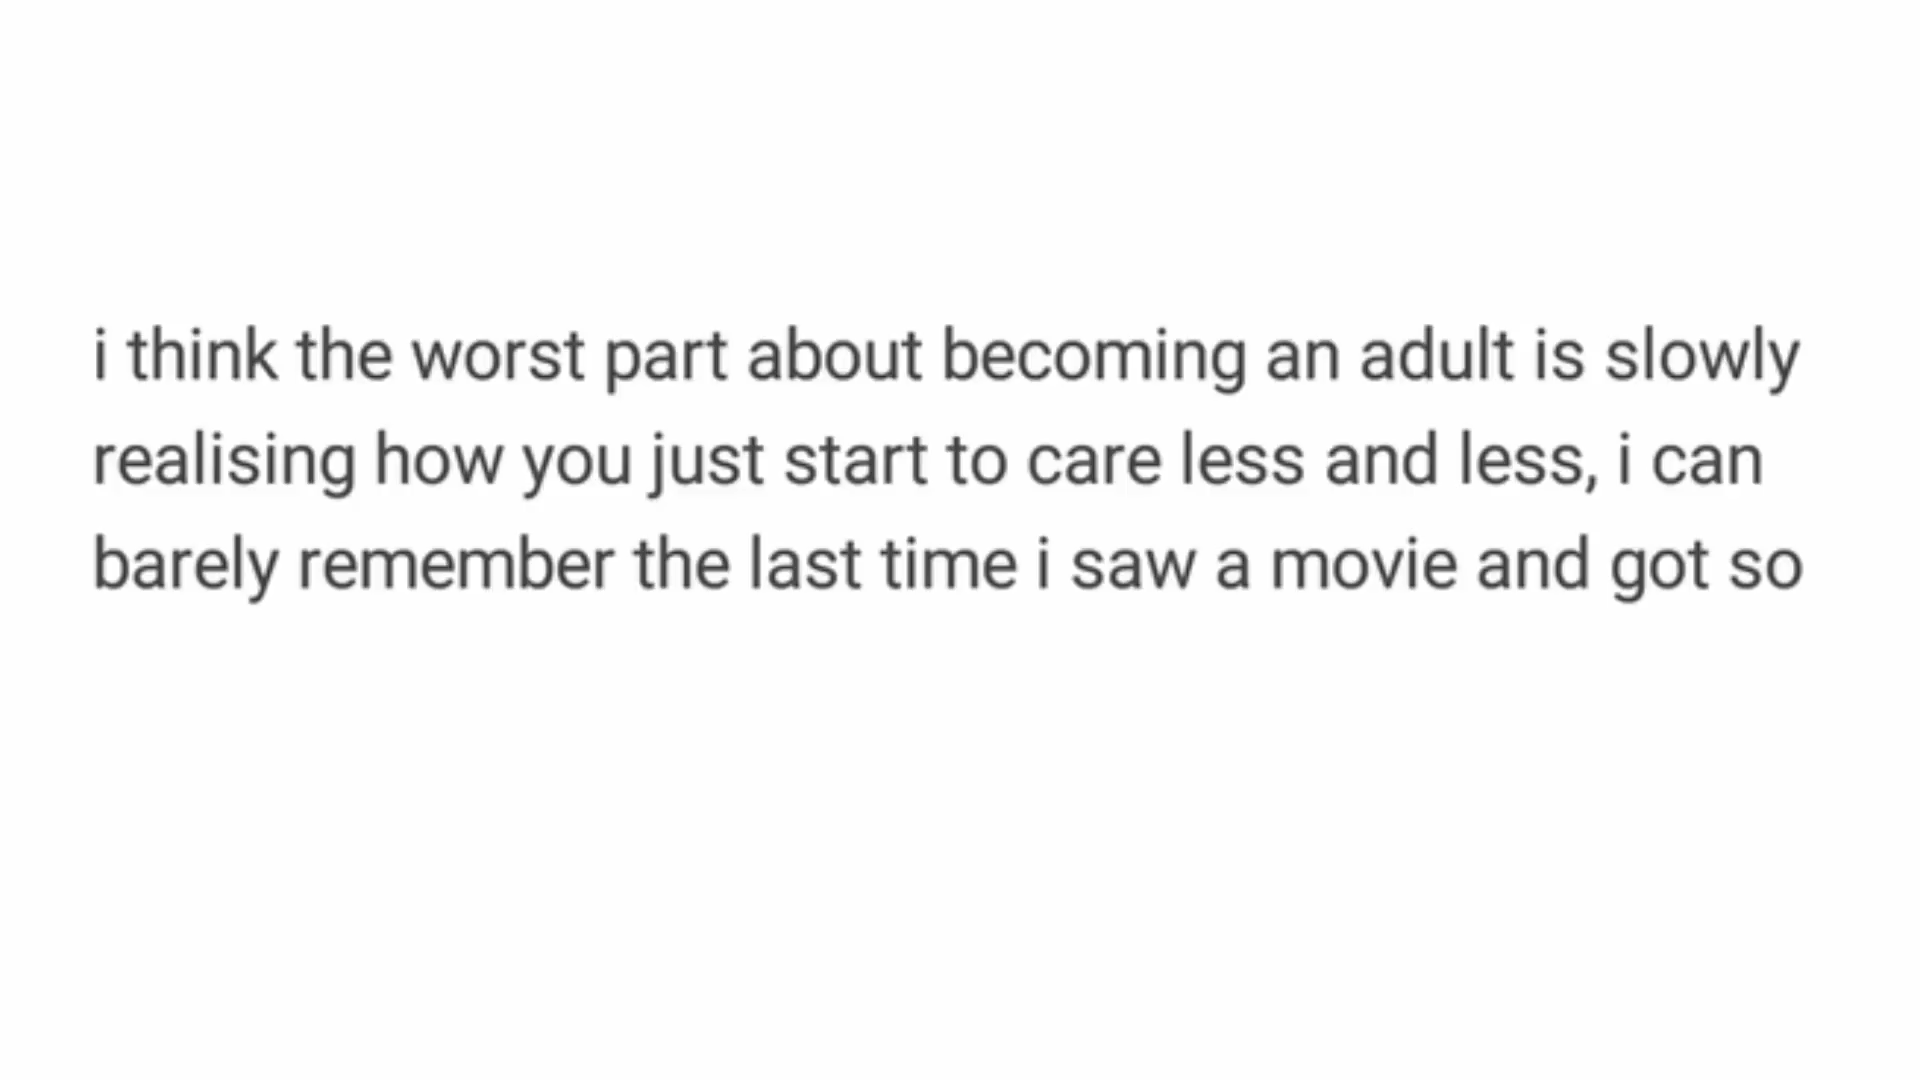 i think the worst part about becoming an adult is slowly
realising how you just start to care less and less, i can
barely remember the last time i saw a movie and got so